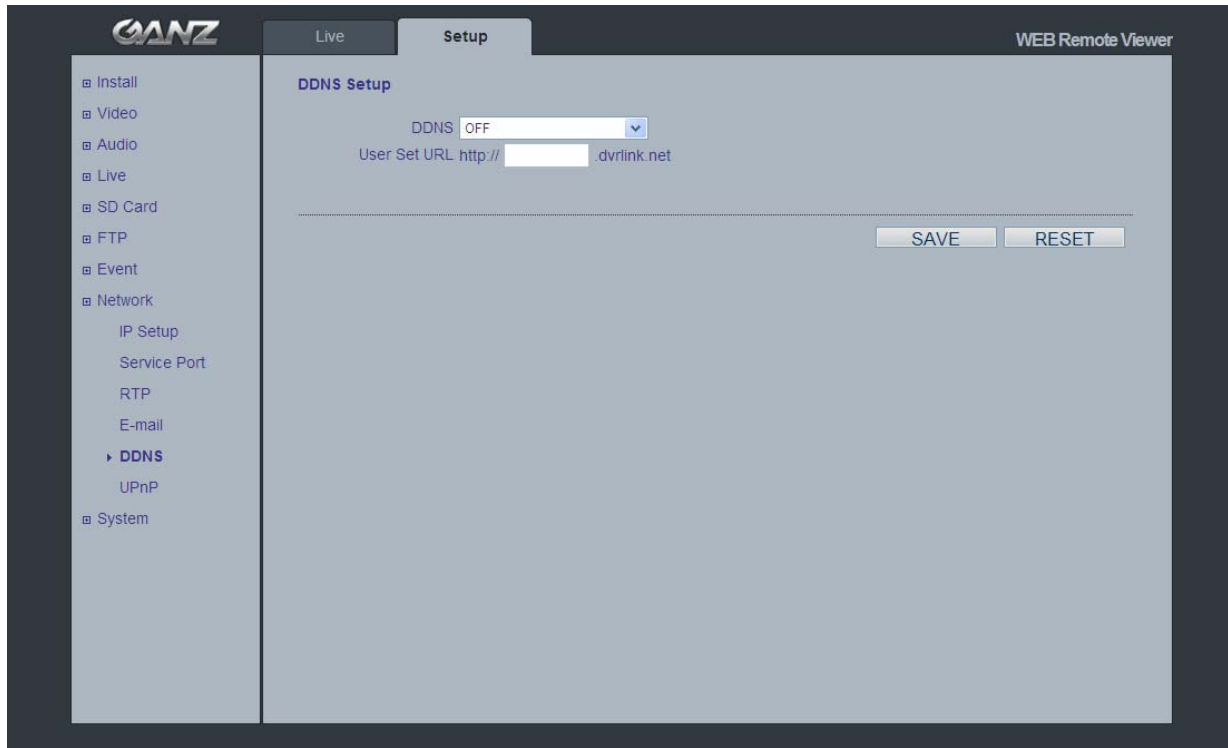 GANZ
Live
Setup
WEB Remote Viewer
Install
Video
Audio
Live
SD Card
FTP
Event
Network
IP Setup
Service Port
RTP
E-mail
DDNS
UPnP
System
DDNS Setup
DDNS OFF
User Set URL http:// .dvrlink.net
SAVE RESET